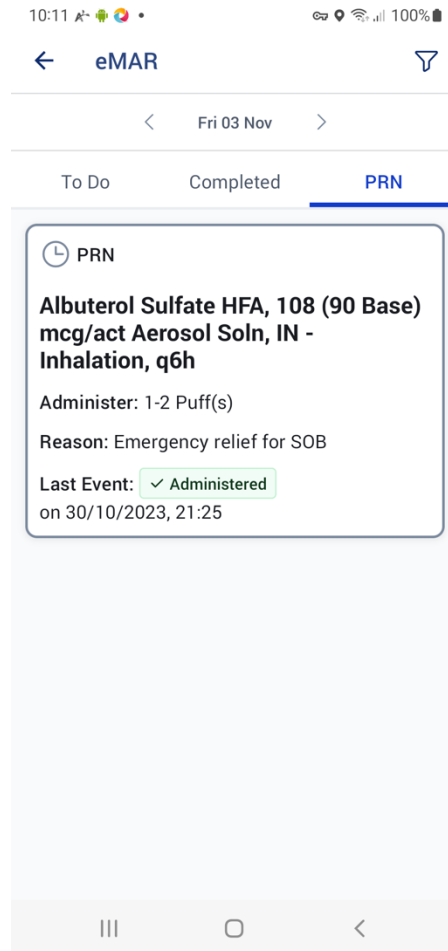 10:11 100%
eMAR
Fri 03 Nov
To Do Completed PRN
PRN
Albuterol Sulfate HFA, 108 (90 Base)
mcg/act Aerosol Soln, IN -
Inhalation, q6h
Administer: 1-2 Puff(s)
Reason: Emergency relief for SOB
Last Event: Administered
on 30/10/2023, 21:25